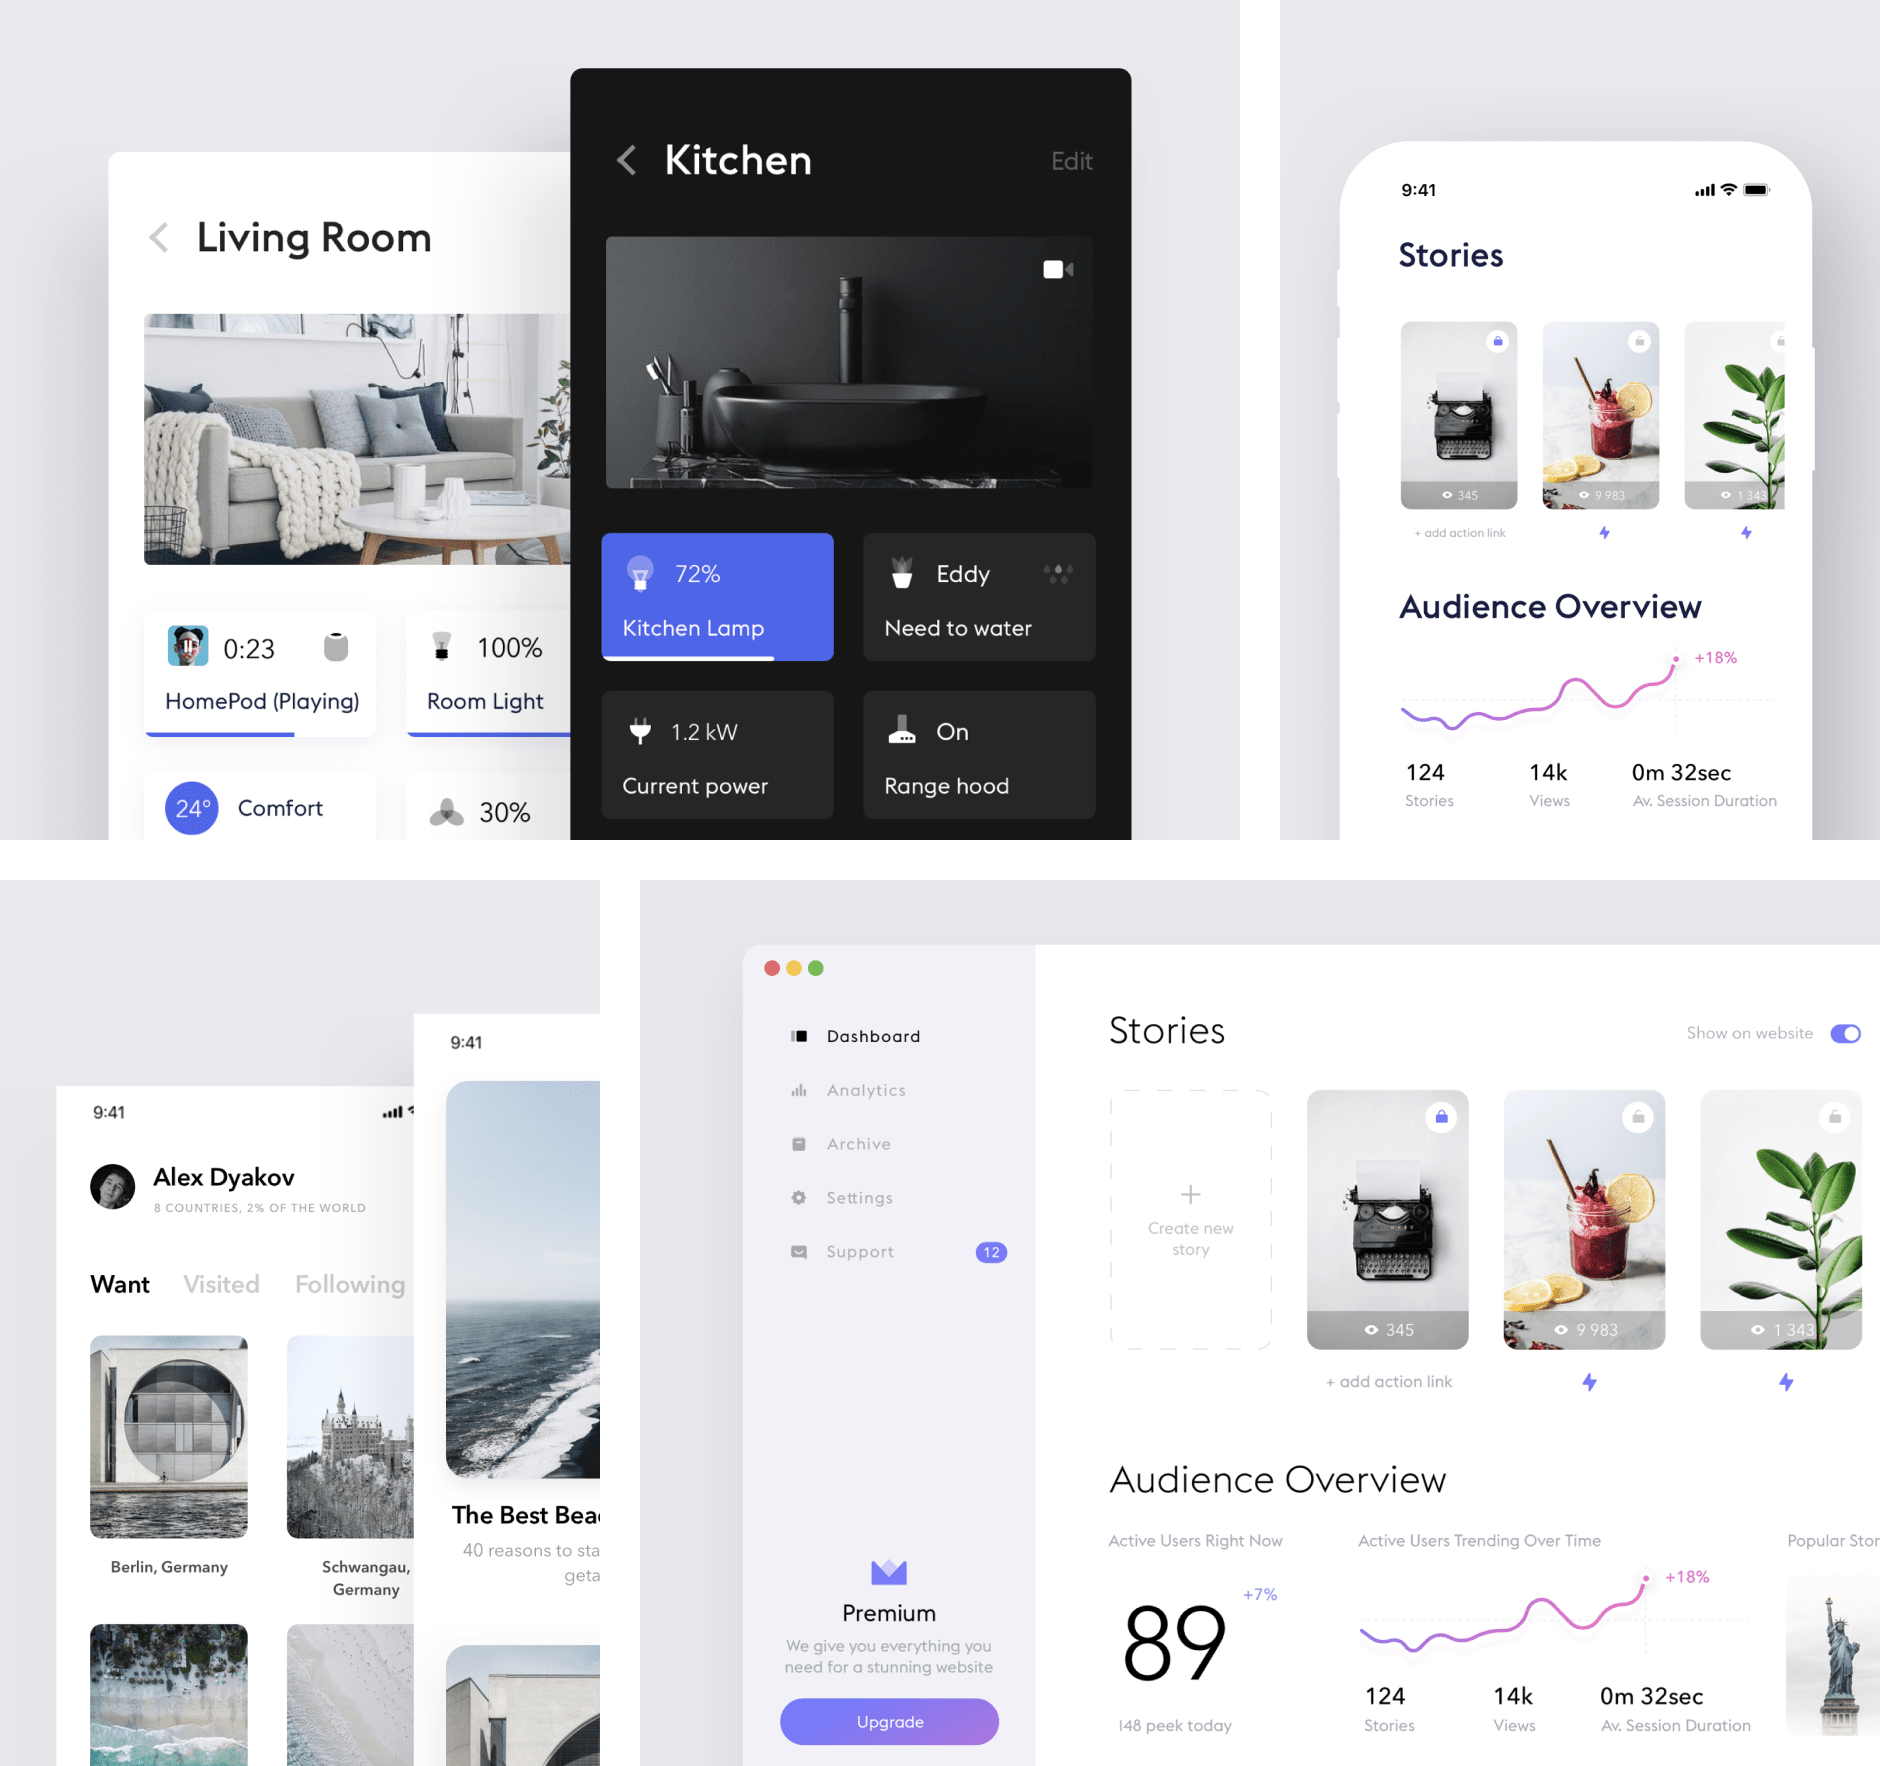 Living Room
0:23
HomePod (Playing)
100%
Room Light
24°
Comfort
30%
Kitchen
Edit
72%
Kitchen Lamp
Eddy
Need to water
1.2 kW
Current power
On
Range hood
9:41
Stories
345
9 983
1 343
+ add action link
Audience Overview
+18%
124
14k
0m 32sec
Stories
Views
Av. Session Duration
9:41
Alex Dyakov
8 COUNTRIES, 2% OF THE WORLD
Want
Visited
Following
Berlin, Germany
Schwangau,
Germany
9:41
The Best Bea
40 reasons to sta
geta
Dashboard
Analytics
Archive
Settings
Support
12
Premium
We give you everything you
need for a stunning website
Upgrade
Stories
Show on website
Create new
story
345
9 983
1 343
+ add action link
Audience Overview
Active Users Right Now
+7%
89
148 peek today
Active Users Trending Over Time
+18%
124
14k
0m 32sec
Stories
Views
Av. Session Duration
Popular Stor